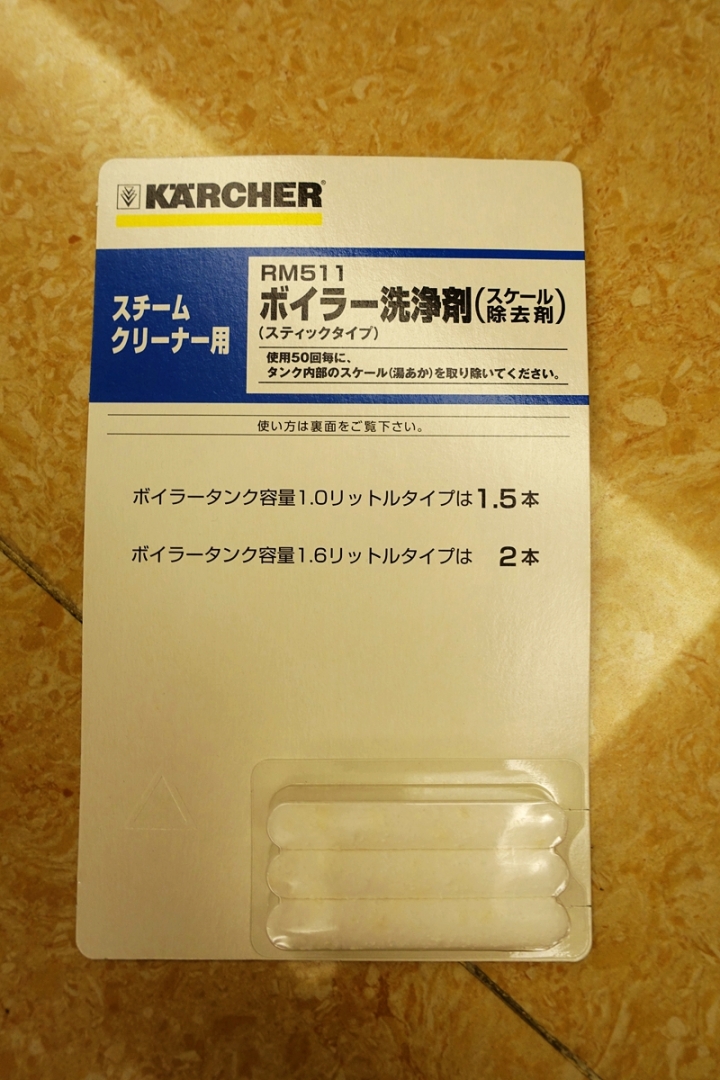 KÄRCHER®
スチーム
クリーナー用
RM511
ボイラー洗浄剤(スケール除去剤)
(スティックタイプ)
使用50回毎に、
タンク内部のスケール(湯あか)を取り除いてください。
使い方は裏面をご覧下さい。
ボイラータンク容量1.0リットルタイプは1.5本
ボイラータンク容量1.6リットルタイプは 2本